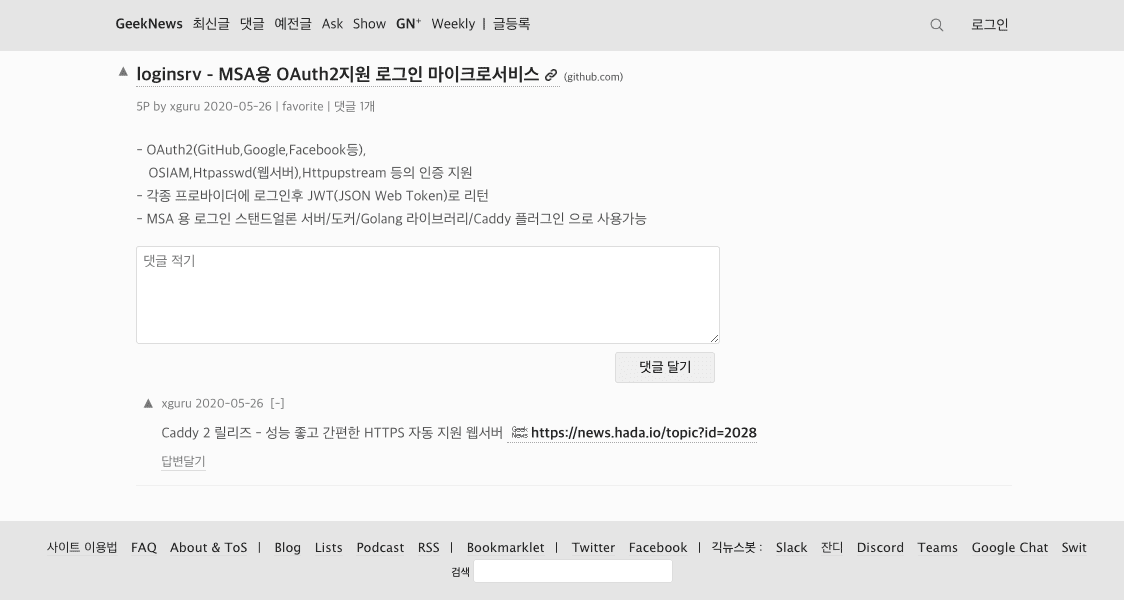 GeekNews 최신글 댓글 예전글 Ask Show GN⁺ Weekly | 글등록 로그인
▲ loginsrv - MSA용 OAuth2지원 로그인 마이크로서비스 (github.com)
5P by xguru 2020-05-26 | favorite | 댓글 1개
- OAuth2(GitHub,Google,Facebook등),
OSIAM,Htpasswd(웹서버),Httpupstream 등의 인증 지원
- 각종 프로바이더에 로그인후 JWT(JSON Web Token)로 리턴
- MSA 용 로그인 스탠드얼론 서버/도커/Golang 라이브러리/Caddy 플러그인 으로 사용가능
댓글 적기
댓글 달기
▲ xguru 2020-05-26 [-]
Caddy 2 릴리즈 - 성능 좋고 간편한 HTTPS 자동 지원 웹서버 Geek News https://news.hada.io/topic?id=2028
답변달기
사이트 이용법 FAQ About & ToS | Blog Lists Podcast RSS | Bookmarklet | Twitter Facebook | 긱뉴스봇 : Slack 잔디 Discord Teams Google Chat Swit
검색